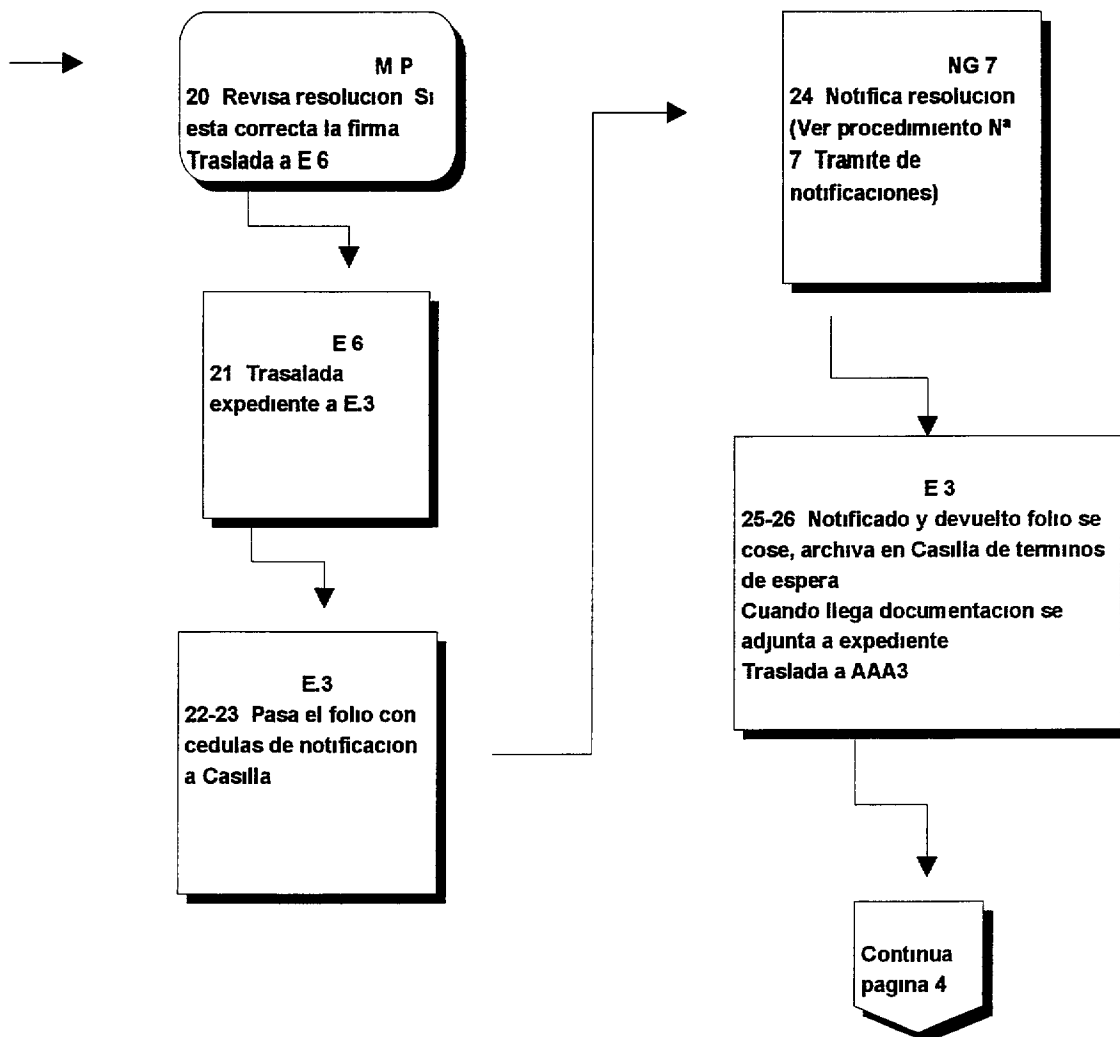 M P
20 Revisa resolucion Si
esta correcta la firma
Traslada a E 6
E 6
21 Trasalada
expediente a E.3
E.3
22-23 Pasa el folio con
cedulas de notificacion
a Casilla
NG 7
24 Notifica resolucion
(Ver procedimiento Nª
7 Tramite de
notificaciones)
E 3
25-26 Notificado y devuelto folio se
cose, archiva en Casilla de terminos
de espera
Cuando llega documentacion se
adjunta a expediente
Traslada a AAA3
Continua
pagina 4